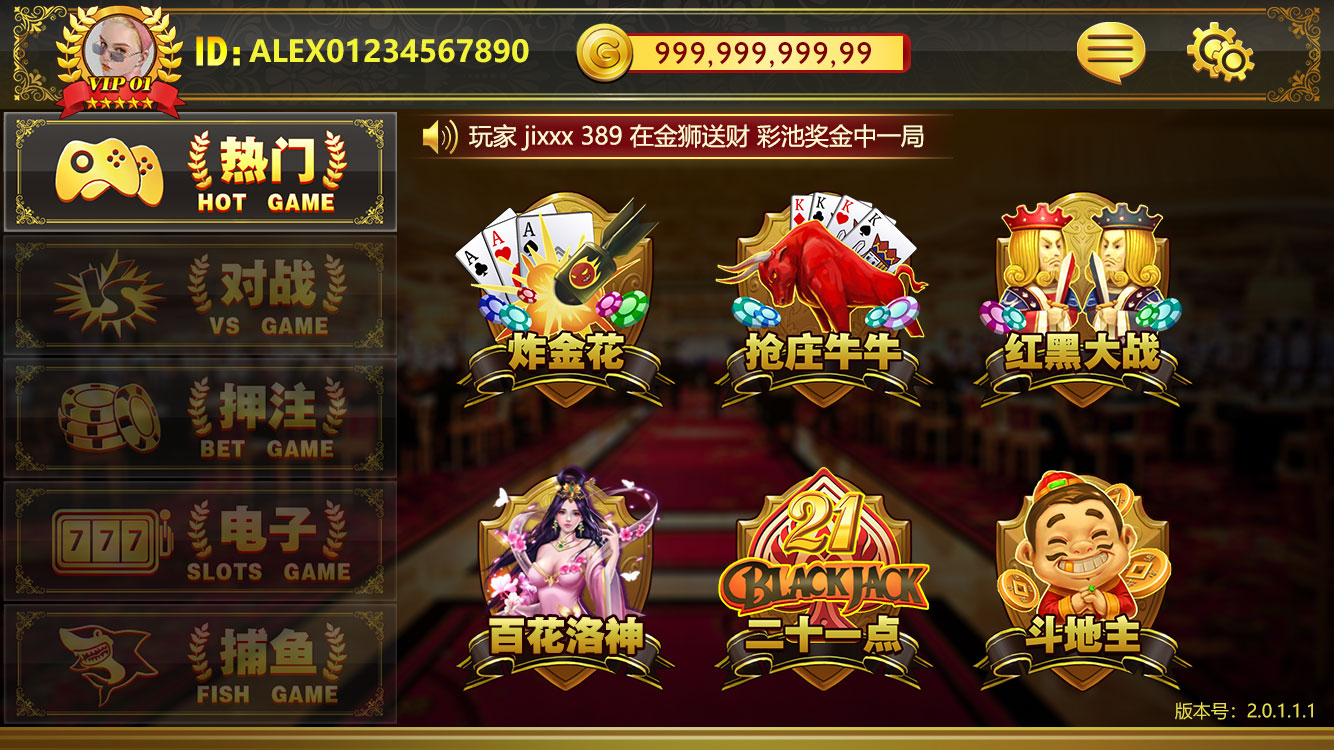 ID: ALEX01234567890
G
999,999,999,99
VIP 01
玩家 jixxx 389 在金狮送财 彩池奖金中一局
热门
HOT GAME
对战
VS GAME
押注
BET GAME
777
电子
SLOTS GAME
捕鱼
FISH GAME
A A A
炸金花
K K K K
抢庄牛牛
红黑大战
百花洛神
21
BLACKJACK
二十一点
斗地主
版本号: 2.0.1.1.1